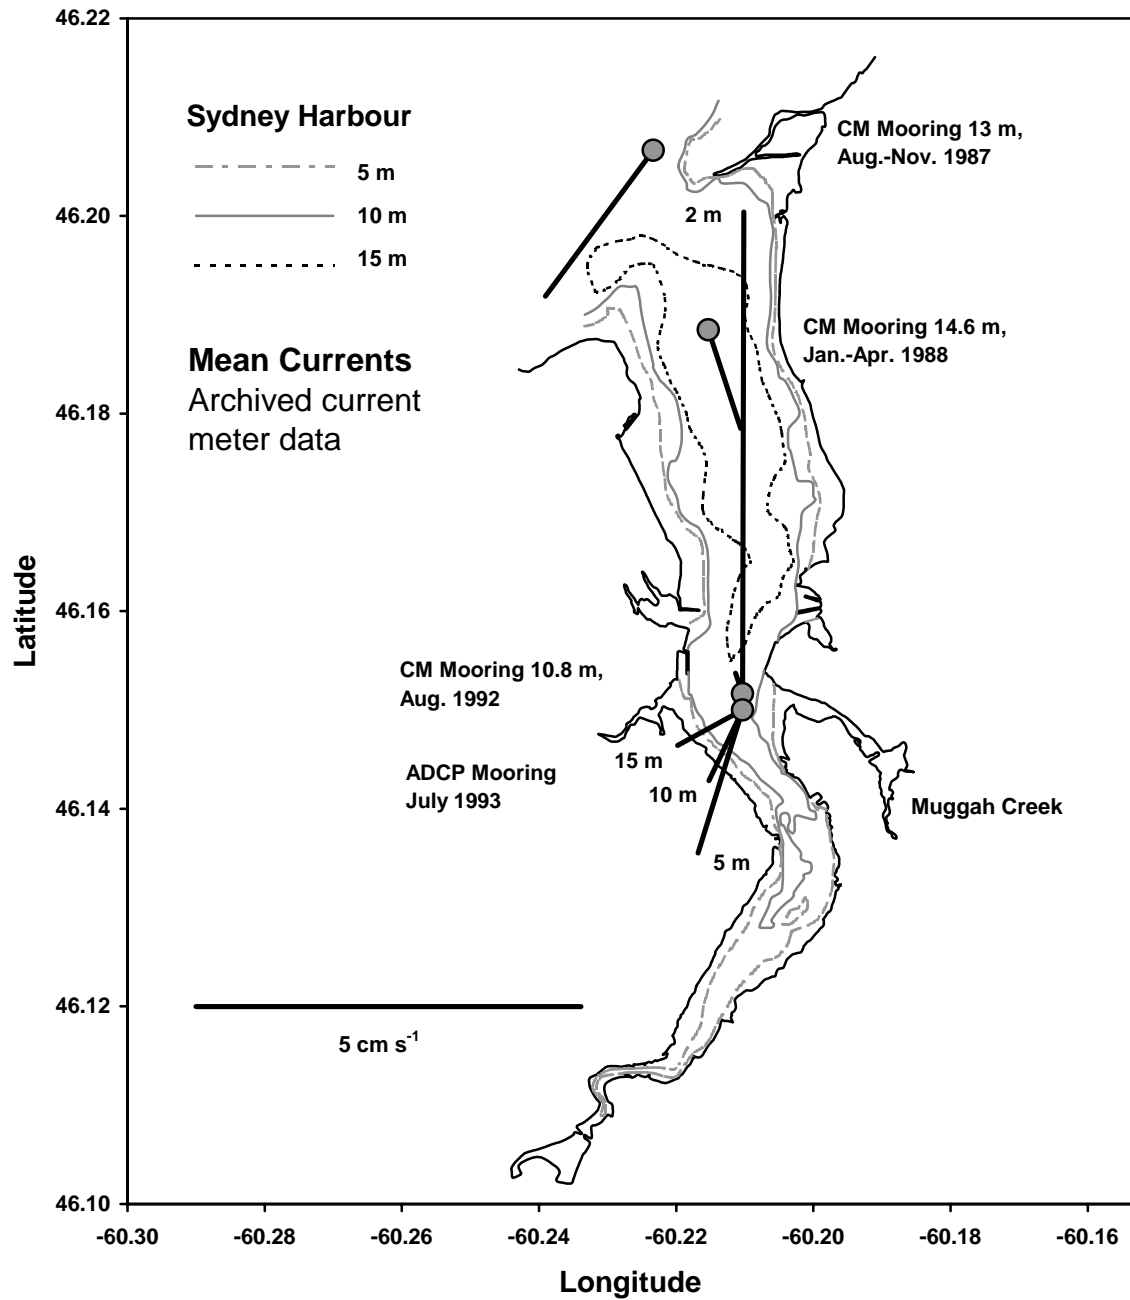 46.22
Sydney Harbour
5 m
10 m
15 m
CM Mooring 13 m,
Aug.-Nov. 1987
46.20
2 m
CM Mooring 14.6 m,
Jan.-Apr. 1988
Mean Currents
Archived current
meter data
46.18
Latitude
46.16
CM Mooring 10.8 m,
Aug. 1992
15 m
ADCP Mooring
July 1993
10 m
Muggah Creek
46.14
5 m
46.12
5 cm s-1
46.10
-60.30 -60.28 -60.26 -60.24 -60.22 -60.20 -60.18 -60.16
Longitude